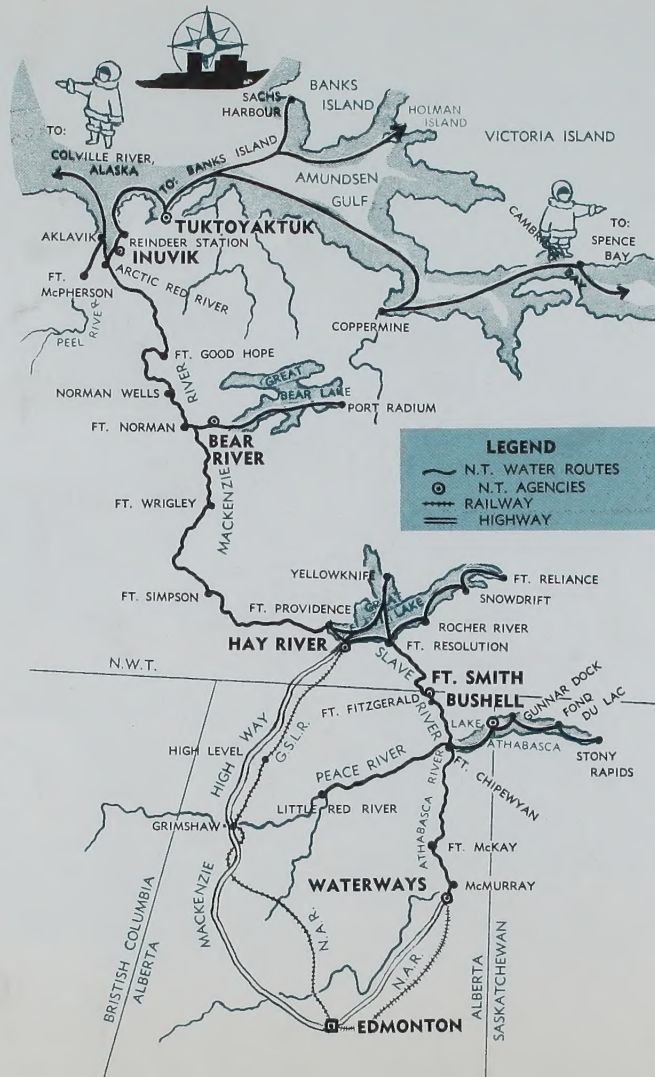 SACHS
HARBOUR
BANKS
ISLAND
HOLMAN
ISLAND
VICTORIA ISLAND
TO:
COLVILLE RIVER,
ALASKA
TO: BANKS ISLAND
AMUNDSEN
GULF
TUKTOYAKTUK
CAMBRIDGE BAY
TO:
SPENCE
BAY
AKLAVIK
REINDEER STATION
INUVIK
FT.
McPHERSON
ARCTIC RED RIVER
PEEL RIVER
COPPERMINE
FT. GOOD HOPE
NORMAN WELLS
RIVER
GREAT
BEAR LAKE
PORT RADIUM
FT. NORMAN
BEAR
RIVER
LEGEND
N.T. WATER ROUTES
N.T. AGENCIES
RAILWAY
HIGHWAY
FT. WRIGLEY
MACKENZIE
YELLOWKNIFE
FT. RELIANCE
FT. SIMPSON
SNOWDRIFT
FT. PROVIDENCE
GREAT
LAKE
ROCHER RIVER
HAY RIVER
FT. RESOLUTION
SLAVE
N.W.T.
FT. SMITH
BUSHELL
GUNNAR DOCK
FT. FITZGERALD
RIVER
LAKE
FOND
DU LAC
HIGH WAY
G.S.L.R.
ATHABASCA
HIGH LEVEL
STONY
RAPIDS
PEACE RIVER
FT. CHIPEWYAN
LITTLE RED RIVER
ATHABASCA RIVER
GRIMSHAW
FT. McKAY
MACKENZIE
WATERWAYS
McMURRAY
BRISTISH COLUMBIA
ALBERTA
N.A.R.
N.A.R.
ALBERTA
SASKATCHEWAN
EDMONTON